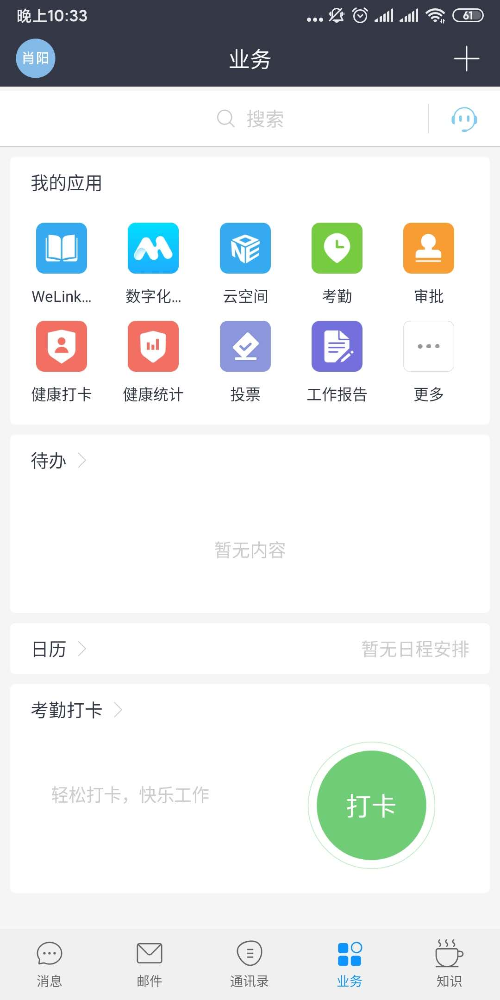 晚上10:33
61
肖阳
业务
搜索
我的应用
WeLink...
数字化...
云空间
考勤
审批
健康打卡
健康统计
投票
工作报告
更多
待办
暂无内容
日历
暂无日程安排
考勤打卡
轻松打卡，快乐工作
打卡
消息
邮件
通讯录
业务
知识